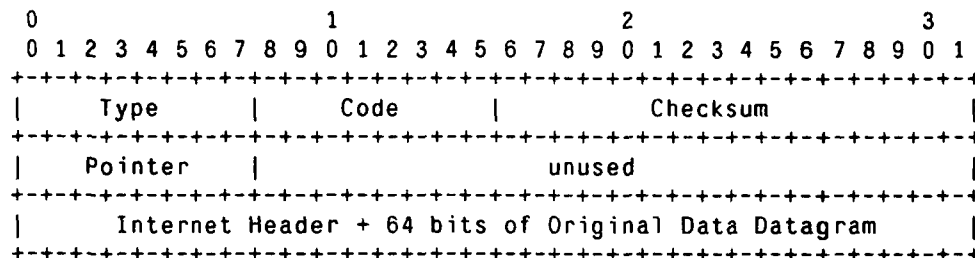 0                   1                   2                   3
0 1 2 3 4 5 6 7 8 9 0 1 2 3 4 5 6 7 8 9 0 1 2 3 4 5 6 7 8 9 0 1
+-+-+-+-+-+-+-+-+-+-+-+-+-+-+-+-+-+-+-+-+-+-+-+-+-+-+-+-+-+-+-+-+
|     Type      |     Code      |          Checksum             |
+-+-+-+-+-+-+-+-+-+-+-+-+-+-+-+-+-+-+-+-+-+-+-+-+-+-+-+-+-+-+-+-+
|    Pointer    |                   unused                      |
+-+-+-+-+-+-+-+-+-+-+-+-+-+-+-+-+-+-+-+-+-+-+-+-+-+-+-+-+-+-+-+-+
|      Internet Header + 64 bits of Original Data Datagram      |
+-+-+-+-+-+-+-+-+-+-+-+-+-+-+-+-+-+-+-+-+-+-+-+-+-+-+-+-+-+-+-+-+